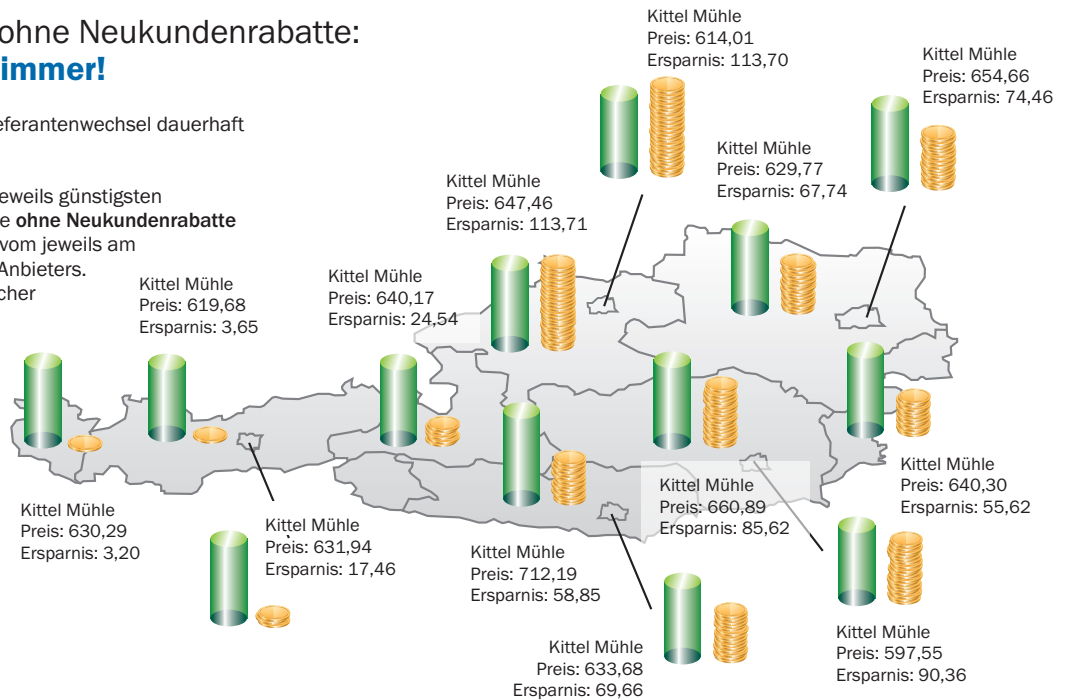 ohne Neukundenrabatte:
immer!
eferantenwechsel dauerhaft
eweils günstigsten
e ohne Neukundenrabatte
vom jeweils am
Anbieters.
cher
Kittel Mühle
Preis: 614,01
Ersparnis: 113,70
Kittel Mühle
Preis: 654,66
Ersparnis: 74,46
Kittel Mühle
Preis: 629,77
Ersparnis: 67,74
Kittel Mühle
Preis: 647,46
Ersparnis: 113,71
Kittel Mühle
Preis: 640,17
Ersparnis: 24,54
Kittel Mühle
Preis: 619,68
Ersparnis: 3,65
Kittel Mühle
Preis: 630,29
Ersparnis: 3,20
Kittel Mühle
Preis: 631,94
Ersparnis: 17,46
Kittel Mühle
Preis: 712,19
Ersparnis: 58,85
Kittel Mühle
Preis: 660,89
Ersparnis: 85,62
Kittel Mühle
Preis: 640,30
Ersparnis: 55,62
Kittel Mühle
Preis: 633,68
Ersparnis: 69,66
Kittel Mühle
Preis: 597,55
Ersparnis: 90,36